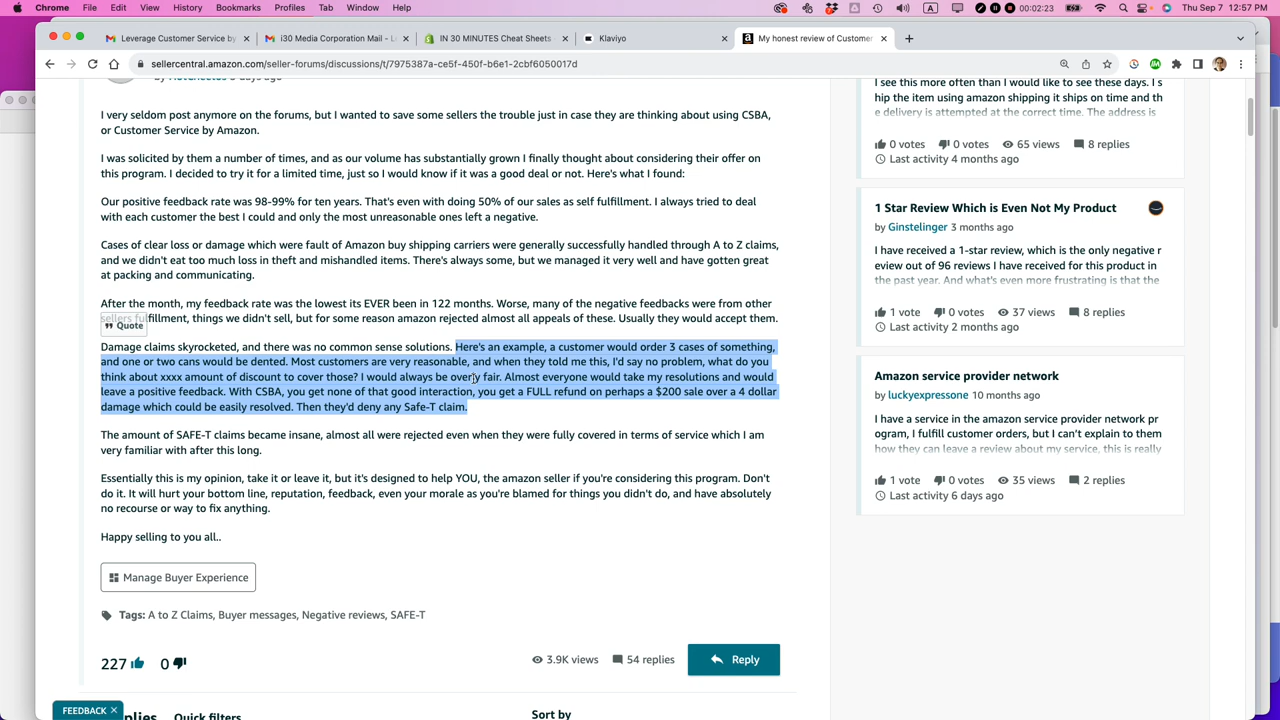 Chrome File Edit View History Bookmarks Profiles Tab Window Help
00:02:23 Thu Sep 7 12:57 PM
Leverage Customer Service by
i30 Media Corporation Mail -
IN 30 MINUTES Cheat Sheets
Klaviyo
My honest review of Customer
sellercentral.amazon.com/seller-forums/discussions/t/7975387a-ce5f-450f-b6e1-2cbf6050017d
I very seldom post anymore on the forums, but I wanted to save some sellers the trouble just in case they are thinking about using CSBA,
or Customer Service by Amazon.
I was solicited by them a number of times, and as our volume has substantially grown I finally thought about considering their offer on
this program. I decided to try it for a limited time, just so I would know if it was a good deal or not. Here's what I found:
Our positive feedback rate was 98-99% for ten years. That's even with doing 50% of our sales as self fulfillment. I always tried to deal
with each customer the best I could and only the most unreasonable ones left a negative.
Cases of clear loss or damage which were fault of Amazon buy shipping carriers were generally successfully handled through A to Z claims,
and we didn't eat too much loss in theft and mishandled items. There's always some, but we managed it very well and have gotten great
at packing and communicating.
After the month, my feedback rate was the lowest its EVER been in 122 months. Worse, many of the negative feedbacks were from other
sellers fulfillment, things we didn't sell, but for some reason amazon rejected almost all appeals of these. Usually they would accept them.
Quote
Damage claims skyrocketed, and there was no common sense solutions. Here's an example, a customer would order 3 cases of something,
and one or two cans would be dented. Most customers are very reasonable, and when they told me this, I'd say no problem, what do you
think about xxxx amount of discount to cover those? I would always be overly fair. Almost everyone would take my resolutions and would
leave a positive feedback. With CSBA, you get none of that good interaction, you get a FULL refund on perhaps a $200 sale over a 4 dollar
damage which could be easily resolved. Then they'd deny any Safe-T claim.
The amount of SAFE-T claims became insane, almost all were rejected even when they were fully covered in terms of service which I am
very familiar with after this long.
Essentially this is my opinion, take it or leave it, but it's designed to help YOU, the amazon seller if you're considering this program. Don't
do it. It will hurt your bottom line, reputation, feedback, even your morale as you're blamed for things you didn't do, and have absolutely
no recourse or way to fix anything.
Happy selling to you all..
Manage Buyer Experience
Tags: A to Z Claims, Buyer messages, Negative reviews, SAFE-T
227 0 3.9K views 54 replies Reply
FEEDBACK
plies Quick filters Sort by
I see this more often than I would like to see these days. I s
hip the item using amazon shipping it ships on time and th
e delivery is attempted at the correct time. The address is
0 votes 0 votes 65 views 8 replies
Last activity 4 months ago
1 Star Review Which is Even Not My Product
by Ginstelinger 3 months ago
I have received a 1-star review, which is the only negative r
eview out of 96 reviews I have received for this product in
the past year. And what's even more frustrating is that the
1 vote 0 votes 37 views 8 replies
Last activity 2 months ago
Amazon service provider network
by luckyexpressone 10 months ago
I have a service in the amazon service provider network pr
ogram, I fulfill customer orders, but I can't explain to them
how they can leave a review about my service, this is really
1 vote 0 votes 35 views 2 replies
Last activity 6 days ago